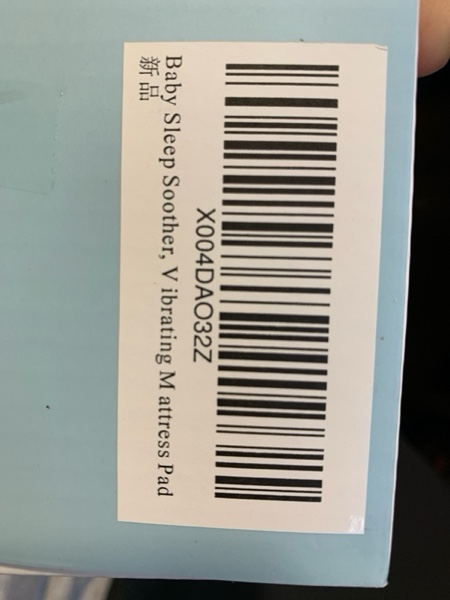 X004DAO32Z
Baby Sleep Soother, V ibrating M attress Pad
新品